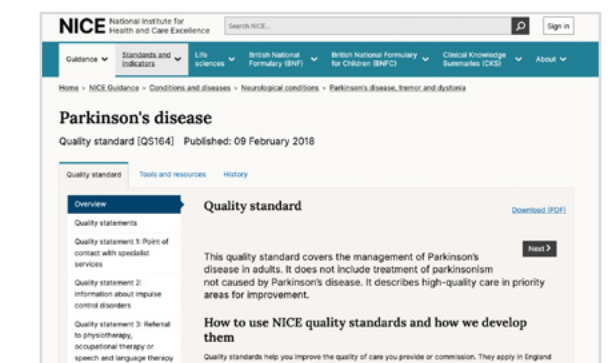 NICE National Institute for
Health and Care Excellence
Search NICE...
Sign in
Guidance
Standards and
indicators
Life
sciences
British National
Formulary (BNF)
British National Formulary
for Children (BNFC)
Clinical Knowledge
Summaries (CKS)
About
Home > NICE Guidance > Conditions and diseases > Neurological conditions > Parkinson's disease, tremor and dystonia
Parkinson's disease
Quality standard [QS164] Published: 09 February 2018
Quality standard
Tools and resources
History
Overview
Quality statements
Quality statement 1: Point of
contact with specialist
services
Quality statement 2:
Information about impulse
control disorders
Quality statement 3: Referral
to physiotherapy,
occupational therapy or
speech and language therapy
Quality standard
Download (PDF)
Next >
This quality standard covers the management of Parkinson's
disease in adults. It does not include treatment of parkinsonism
not caused by Parkinson's disease. It describes high-quality care in priority
areas for improvement.
How to use NICE quality standards and how we develop
them
Quality standards help you improve the quality of care you provide or commission. They apply in England